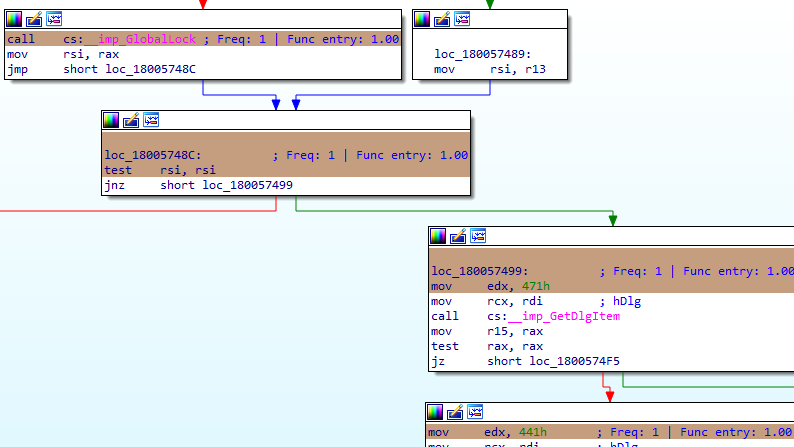 call cs:__imp_GlobalLock ; Freq: 1 | Func entry: 1.00
mov rsi, rax
jmp short loc_18005748C
loc_180057489:
mov rsi, r13
loc_18005748C: ; Freq: 1 | Func entry: 1.00
test rsi, rsi
jnz short loc_180057499
loc_180057499: ; Freq: 1 | Func entry: 1.00
mov edx, 471h
mov rcx, rdi ; hDlg
call cs:__imp_GetDlgItem
mov r15, rax
test rax, rax
jz short loc_1800574F5
mov edx, 441h ; Freq: 1 | Func entry: 1.00
mov rcx, rdi ; hDlg